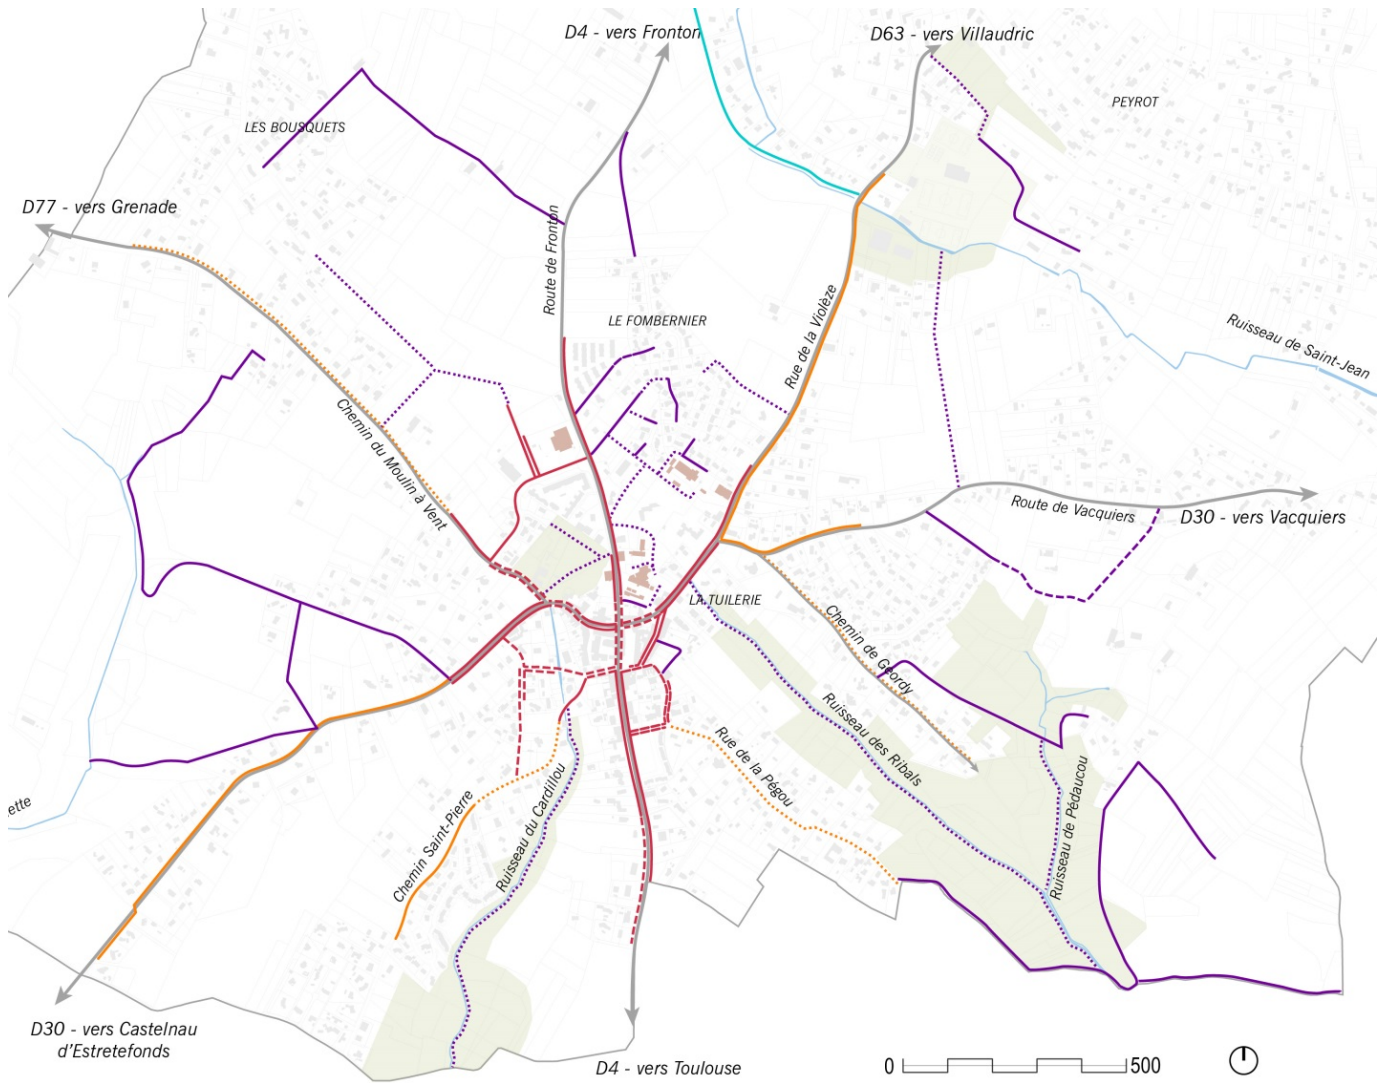 D4 - vers Fronton
D63 - vers Villaudric
PEYROT
LES BOUSQUETS
D77 - vers Grenade
Route de Fronton
LE FOMBERNIER
Rue de la Violèze
Ruisseau de Saint-Jean
Chemin du Moulin à Vent
Route de Vacquiers
D30 - vers Vacquiers
LA TUILERIE
Chemin de Geordy
Ruisseau des Ribals
Rue de la Pégou
Ruisseau de Pédaucou
ette
Chemin Saint-Pierre
Ruisseau du Cardillou
D30 - vers Castelnau
d'Estretefonds
D4 - vers Toulouse
0
500